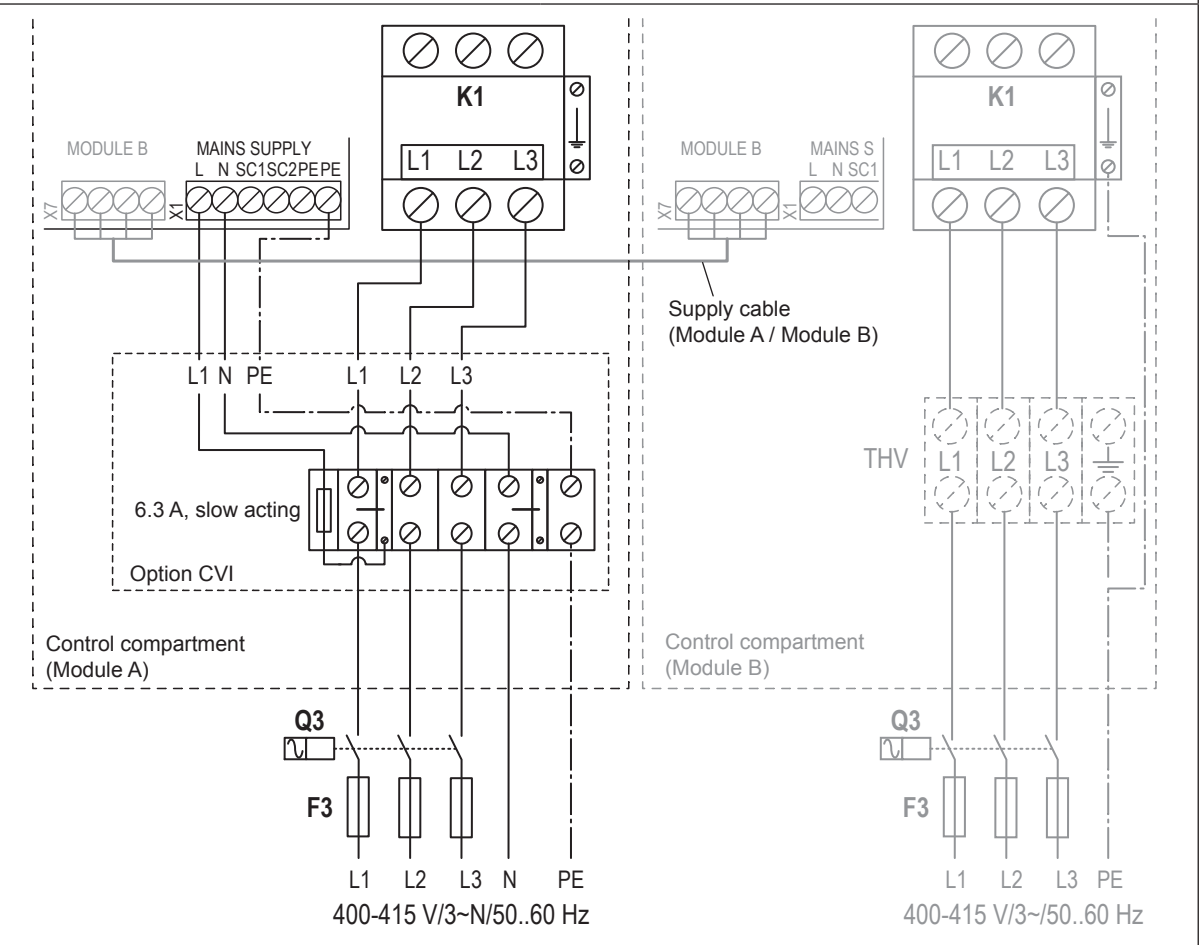 K1
MODULE B
MAINS SUPPLY
L N SC1SC2PEPE
X7
X1
L1 L2 L3
K1
MODULE B
MAINS S
L N SC1
X7
X1
L1 L2 L3
Supply cable
(Module A / Module B)
L1 N PE L1 L2 L3
6.3 A, slow acting
Option CVI
THV
L1 L2 L3
Control compartment
(Module A)
Control compartment
(Module B)
Q3
F3
L1 L2 L3 N PE
400-415 V/3~N/50..60 Hz
Q3
F3
L1 L2 L3 PE
400-415 V/3~/50..60 Hz